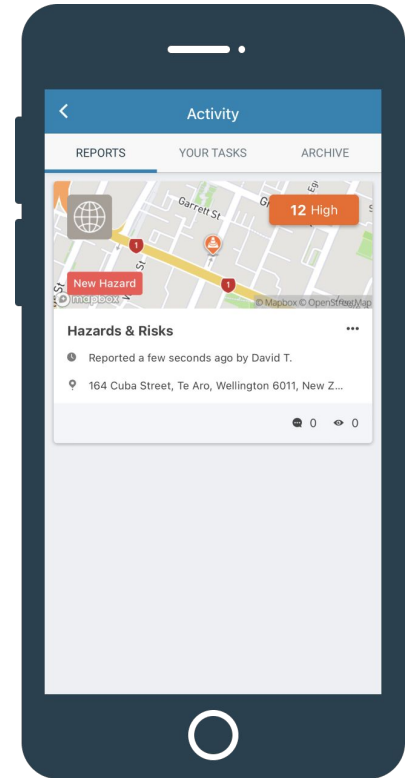 Activity
REPORTS
YOUR TASKS
ARCHIVE
Garrett St
12 High
1
St
1
New Hazard
mapbox
© Mapbox © OpenStreetMap
Hazards & Risks
Reported a few seconds ago by David T.
164 Cuba Street, Te Aro, Wellington 6011, New Z...
0
0